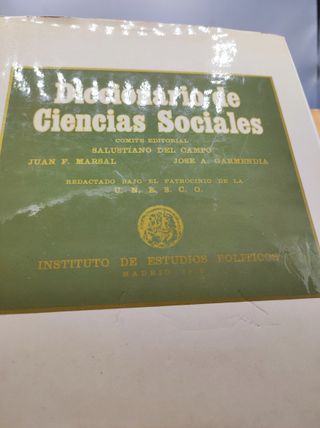 Diccionario de
Ciencias Sociales
COMITE EDITORIAL
SALUSTIANO DEL CAMPO
JUAN F. MARSAL JOSE A. GARMENDIA
REDACTADO BAJO EL PATROCINIO DE LA
U. N. E. S. C. O.
INSTITUTO DE ESTUDIOS POLITICOS
MADRID